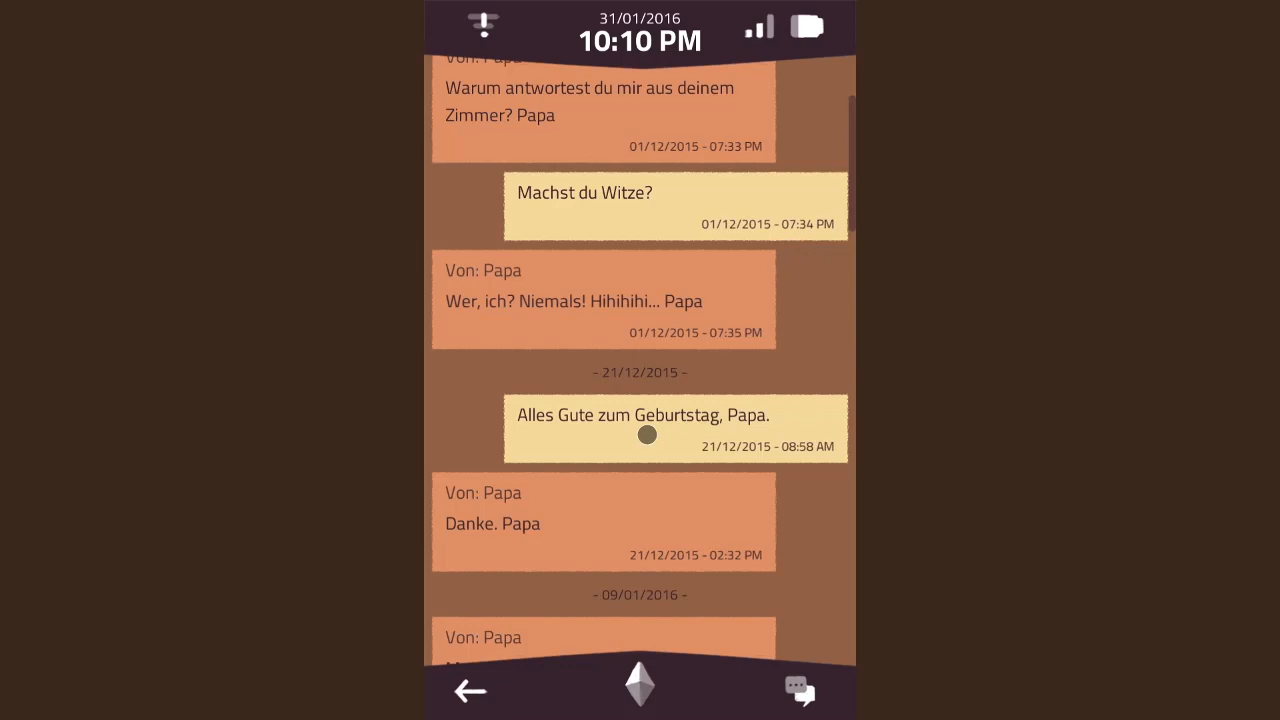 31/01/2016
10:10 PM
Von: Papa
Warum antwortest du mir aus deinem
Zimmer? Papa
01/12/2015 - 07:33 PM
Machst du Witze?
01/12/2015 - 07:34 PM
Von: Papa
Wer, ich? Niemals! Hihihihi... Papa
01/12/2015 - 07:35 PM
- 21/12/2015 -
Alles Gute zum Geburtstag, Papa.
21/12/2015 - 08:58 AM
Von: Papa
Danke. Papa
21/12/2015 - 02:32 PM
- 09/01/2016 -
Von: Papa